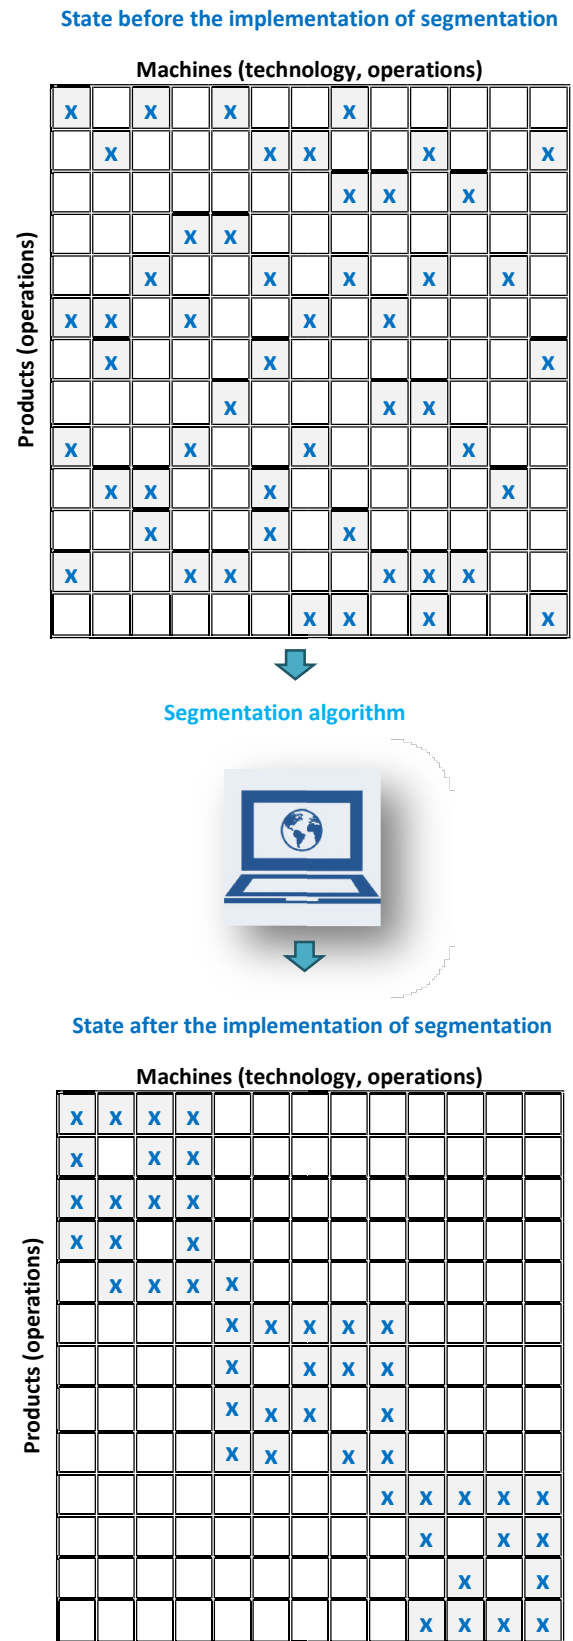 State before the implementation of segmentation
Machines (technology, operations)
Products (operations)
x x x x
x x x x x
x x x
x x
x x x x x
x x x x x
x x x
x x x
x x x x
x x x x
x x x
x x x x x x
x x x x
Segmentation algorithm
State after the implementation of segmentation
Machines (technology, operations)
Products (operations)
x x x x
x x x
x x x x
x x x
x x x x
x x x x x
x x x x
x x x x
x x x x
x x x x x
x x x
x x
x x x x